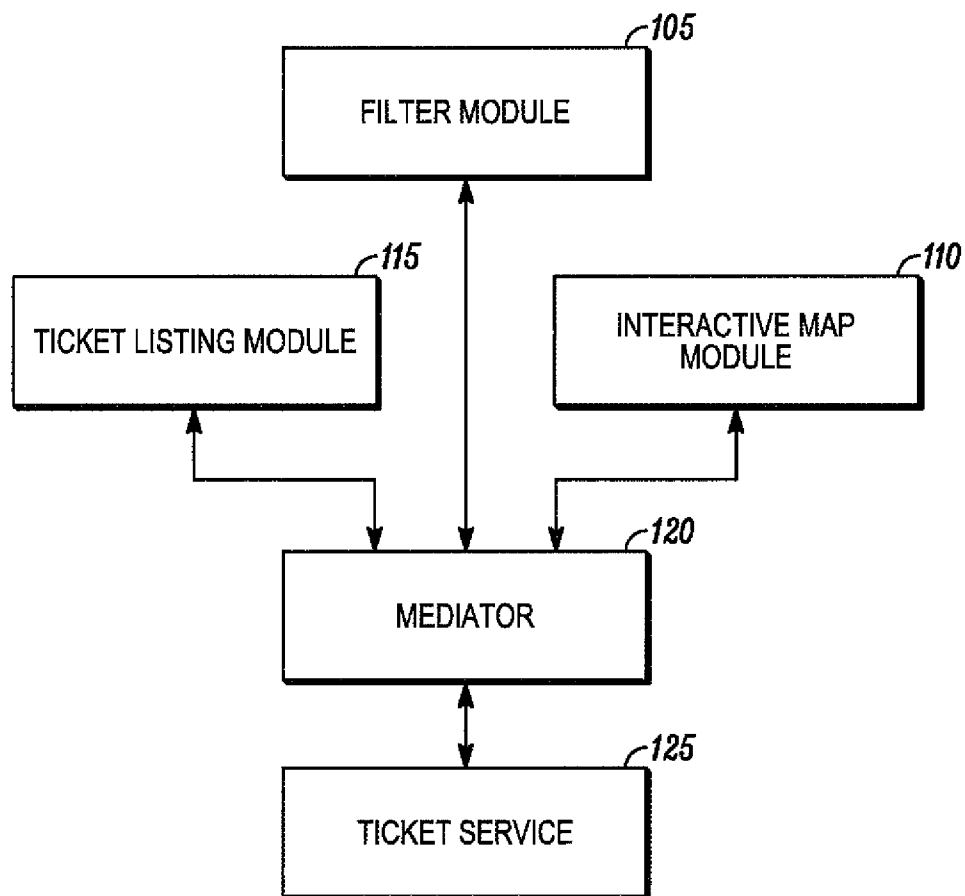 105
FILTER MODULE
115
TICKET LISTING MODULE
110
INTERACTIVE MAP
MODULE
120
MEDIATOR
125
TICKET SERVICE